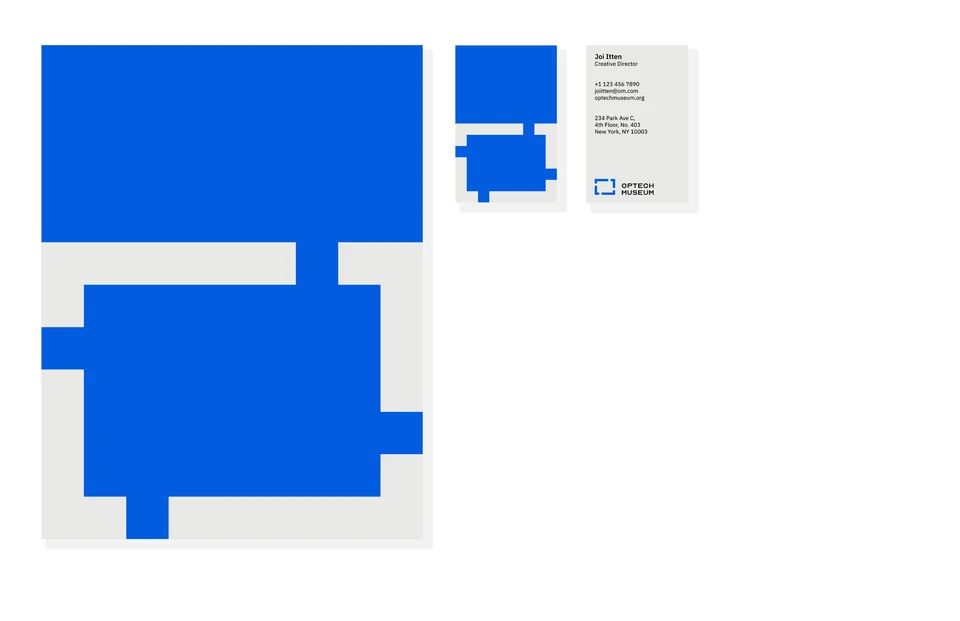 Joi Itten
Creative Director
+1 123 456 7890
joiitten@om.com
optechmuseum.org
234 Park Ave C,
4th Floor, No. 403
New York, NY 10003
OPTECH
MUSEUM